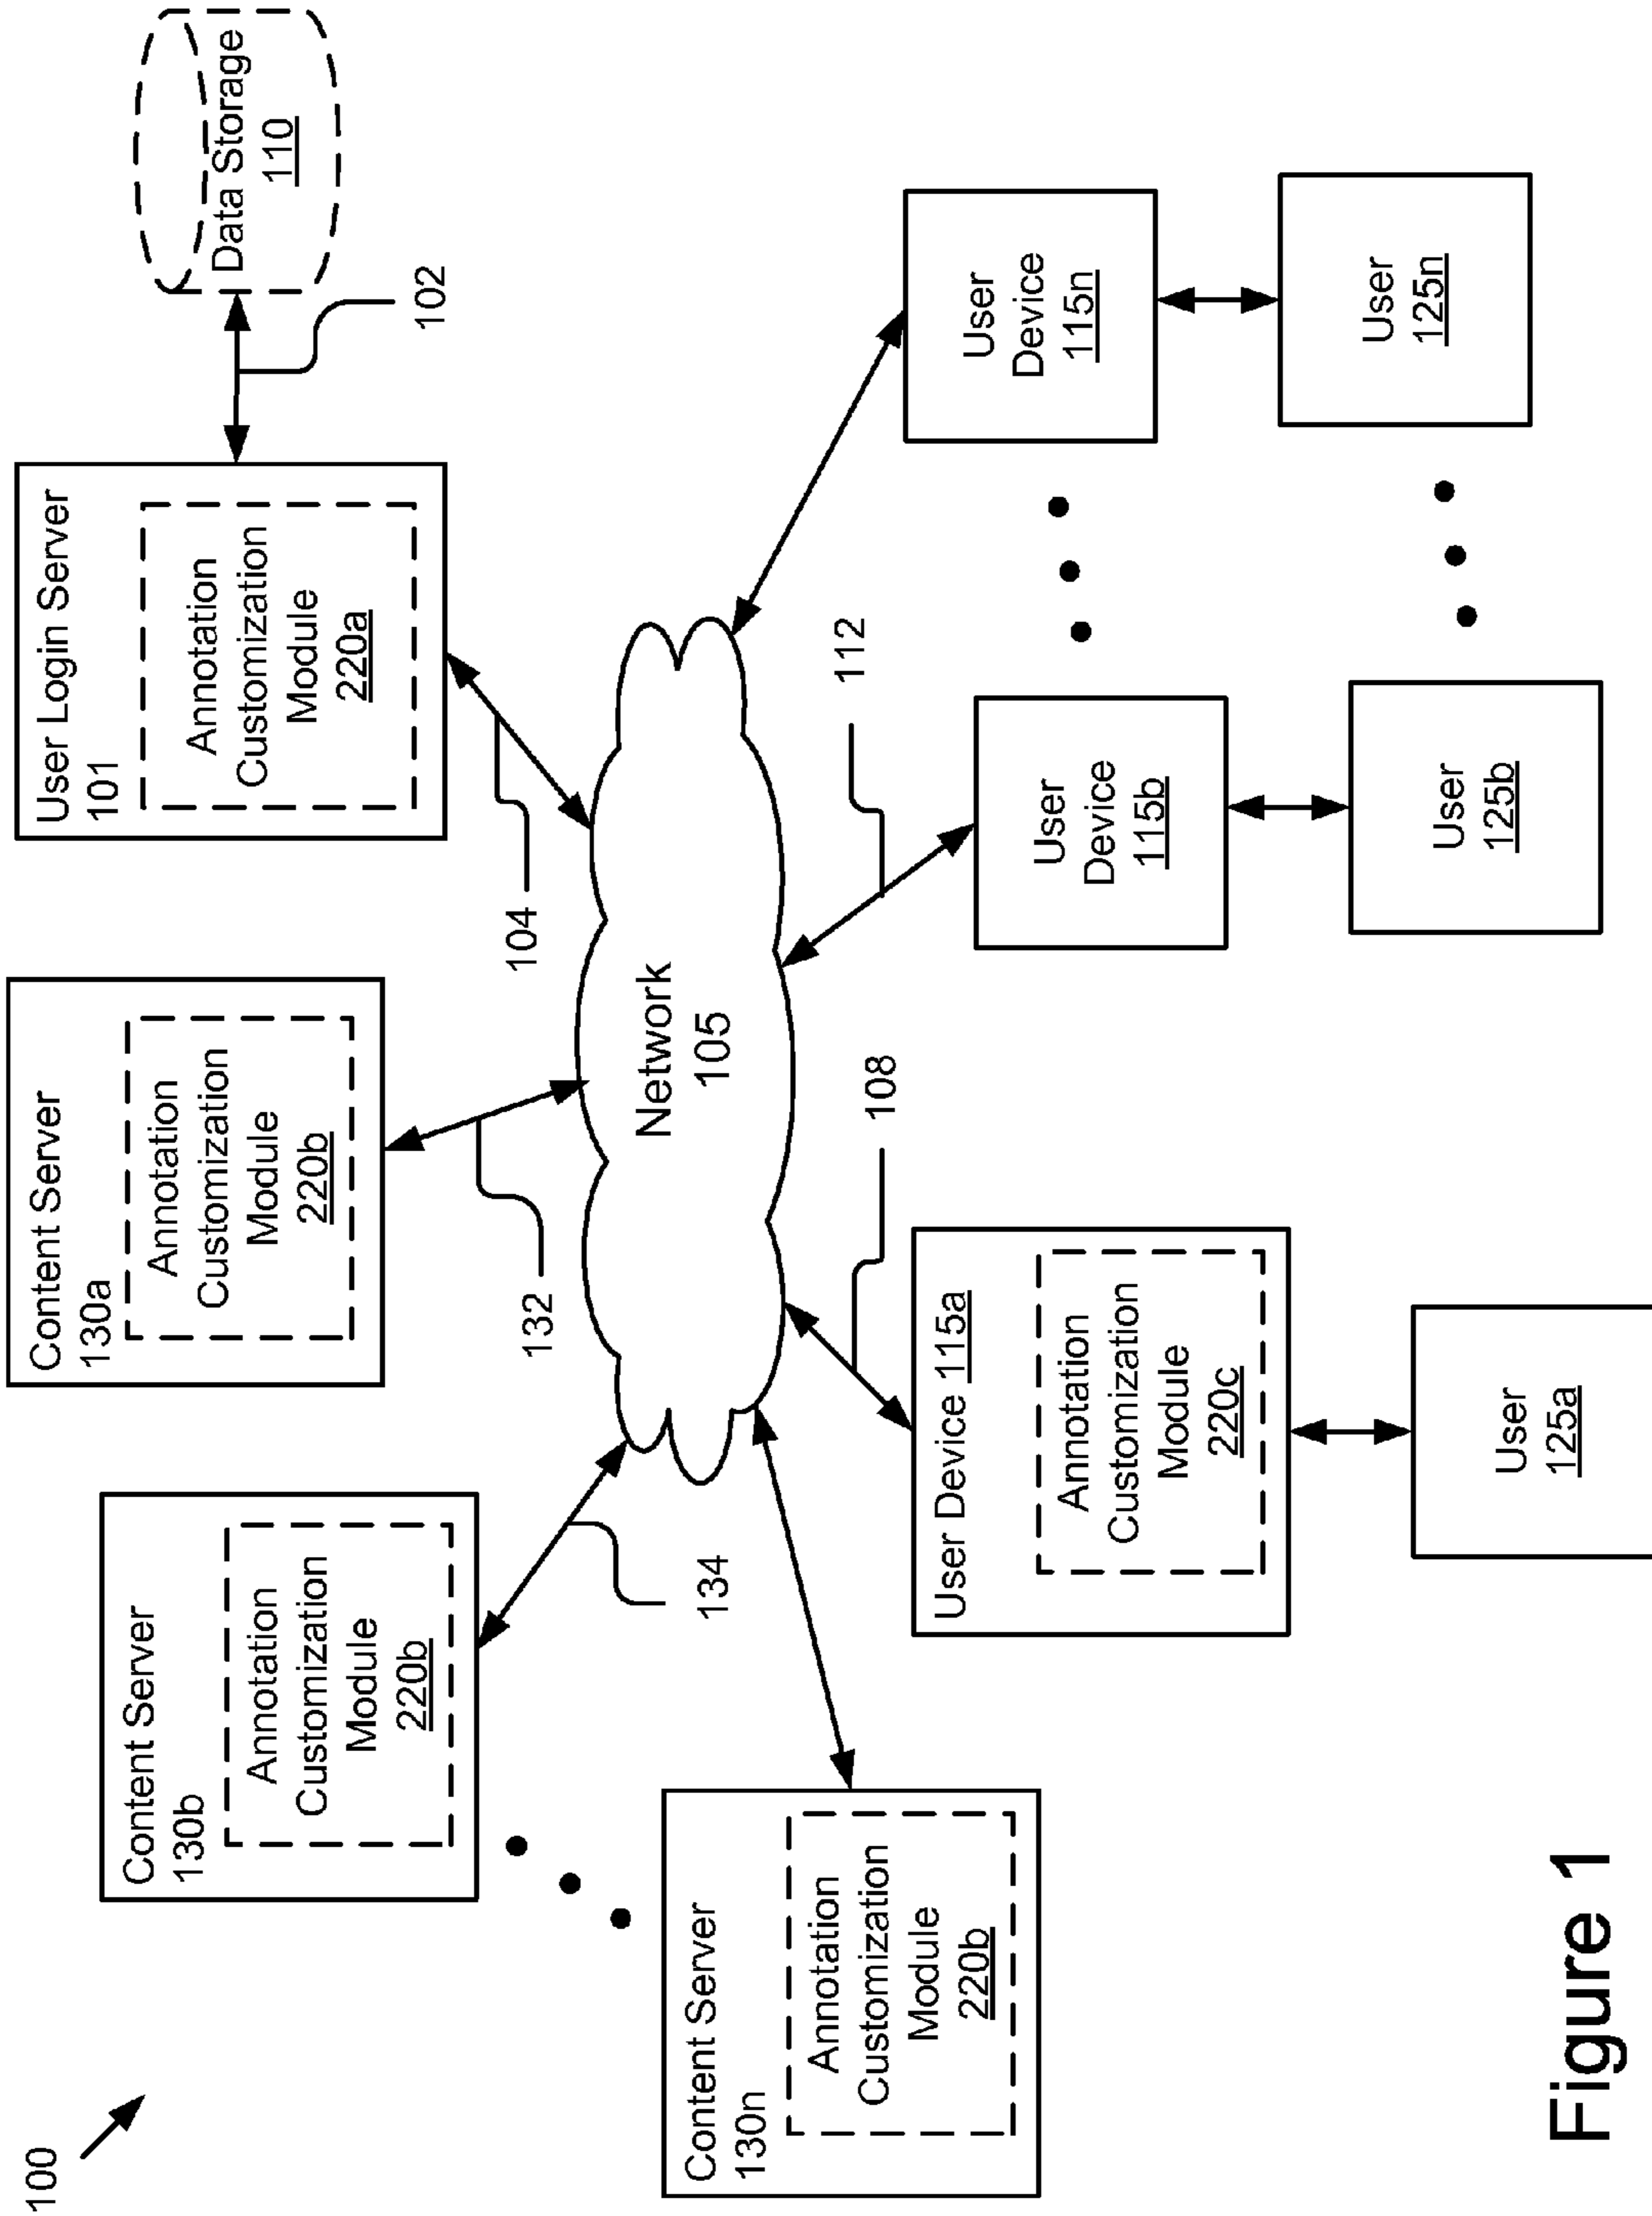 100
Content Server
130b
Annotation
Customization
Module
220b
Content Server
130a
Annotation
Customization
Module
220b
User Login Server
101
Annotation
Customization
Module
220a
Data Storage
110
102
104
132
134
Content Server
130n
Annotation
Customization
Module
220b
Network
105
108
112
User Device 115a
Annotation
Customization
Module
220c
User
Device
115b
User
Device
115n
User
125a
User
125b
User
125n
Figure 1